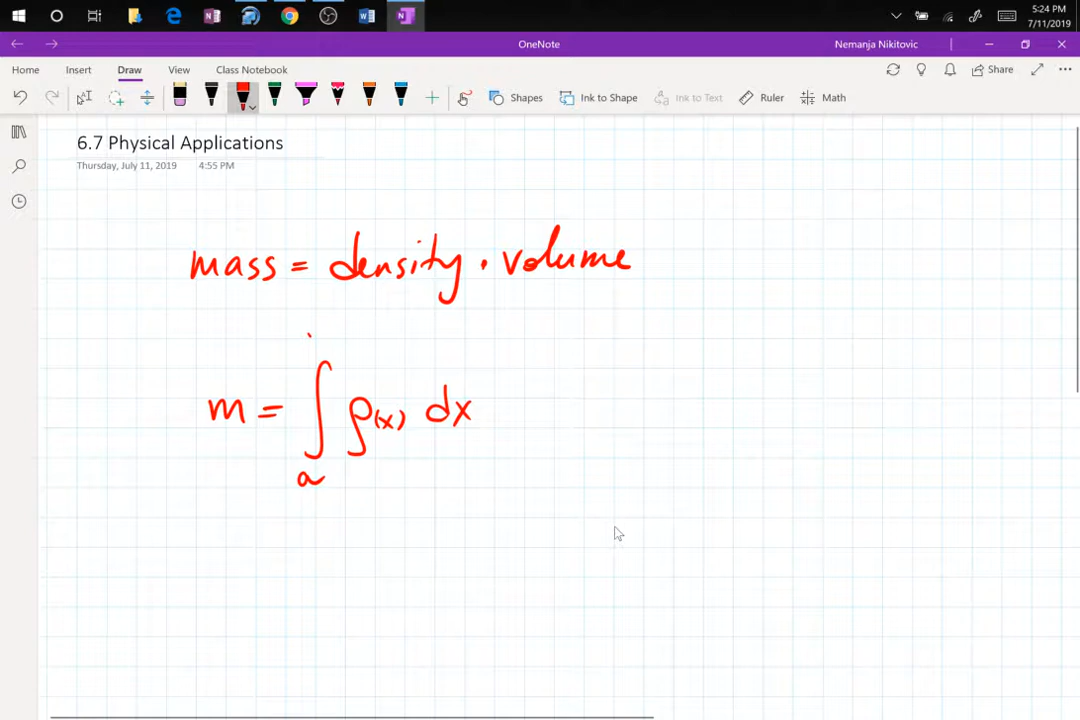 5:24 PM
7/11/2019
OneNote
Nemanja Nikitovic
Home Insert Draw View Class Notebook
Share
Shapes Ink to Shape Ink to Text Ruler Math
6.7 Physical Applications
Thursday, July 11, 2019 4:55 PM
mass = density · volume
m = ∫ ρ(x) dx
a